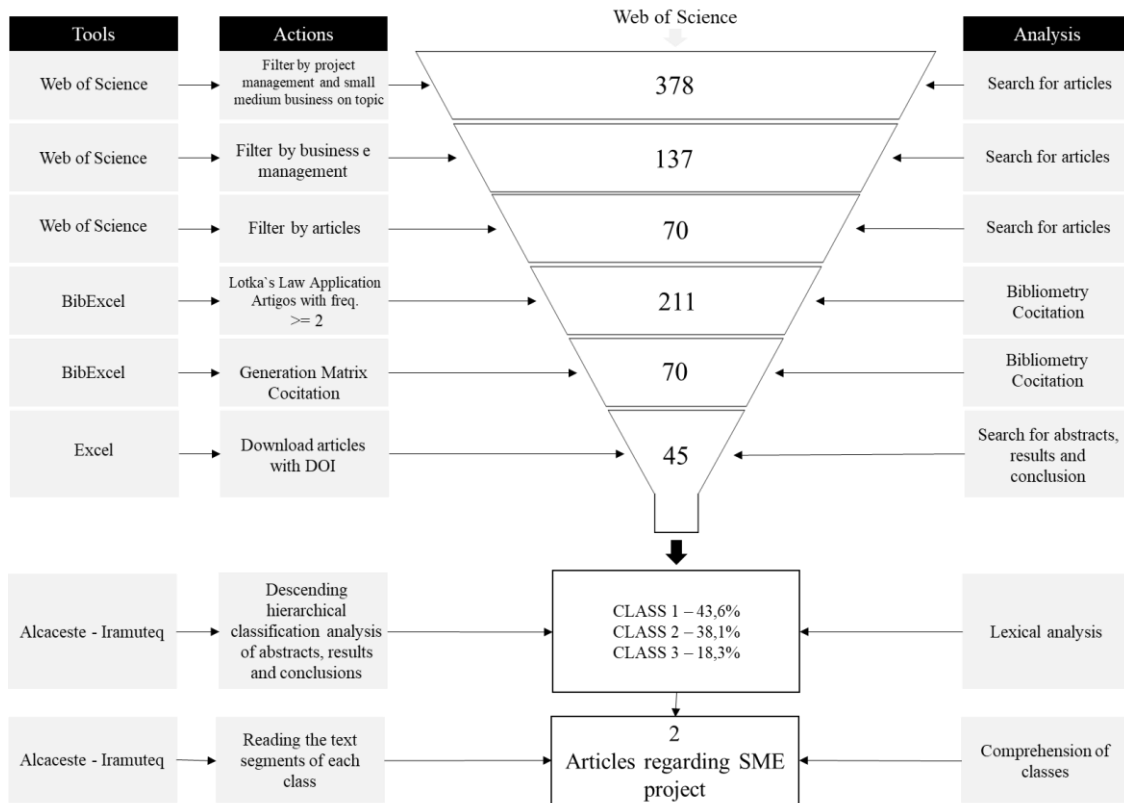 Web of Science
Tools
Actions
Analysis
Web of Science
Filter by project
management and small
medium business on topic
378
Search for articles
Web of Science
Filter by business e
management
137
Search for articles
Web of Science
Filter by articles
70
Search for articles
BibExcel
Lotka`s Law Application
Artigos with freq.
>= 2
211
Bibliometry
Cocitation
BibExcel
Generation Matrix
Cocitation
70
Bibliometry
Cocitation
Excel
Download articles
with DOI
45
Search for abstracts,
results and
conclusion
Alcaceste - Iramuteq
Descending
hierarchical
classification analysis
of abstracts, results
and conclusions
CLASS 1 – 43,6%
CLASS 2 – 38,1%
CLASS 3 – 18,3%
Lexical analysis
Alcaceste - Iramuteq
Reading the text
segments of each
class
2
Articles regarding SME
project
Comprehension of
classes